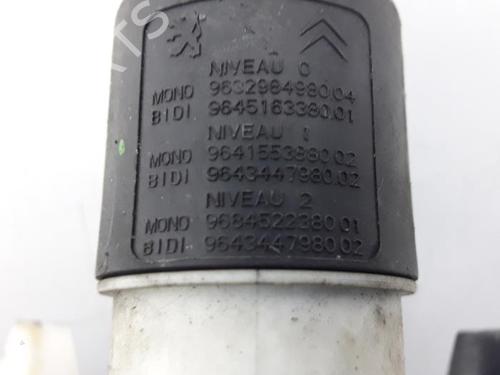 NIVEAU 0
MONO 9632984980.04
BIDI 9645163380.01
NIVEAU 1
MONO 9641553880.02
BIDI 9643447980.02
NIVEAU 2
MONO 9684522380.01
BIDI 9643447980.02